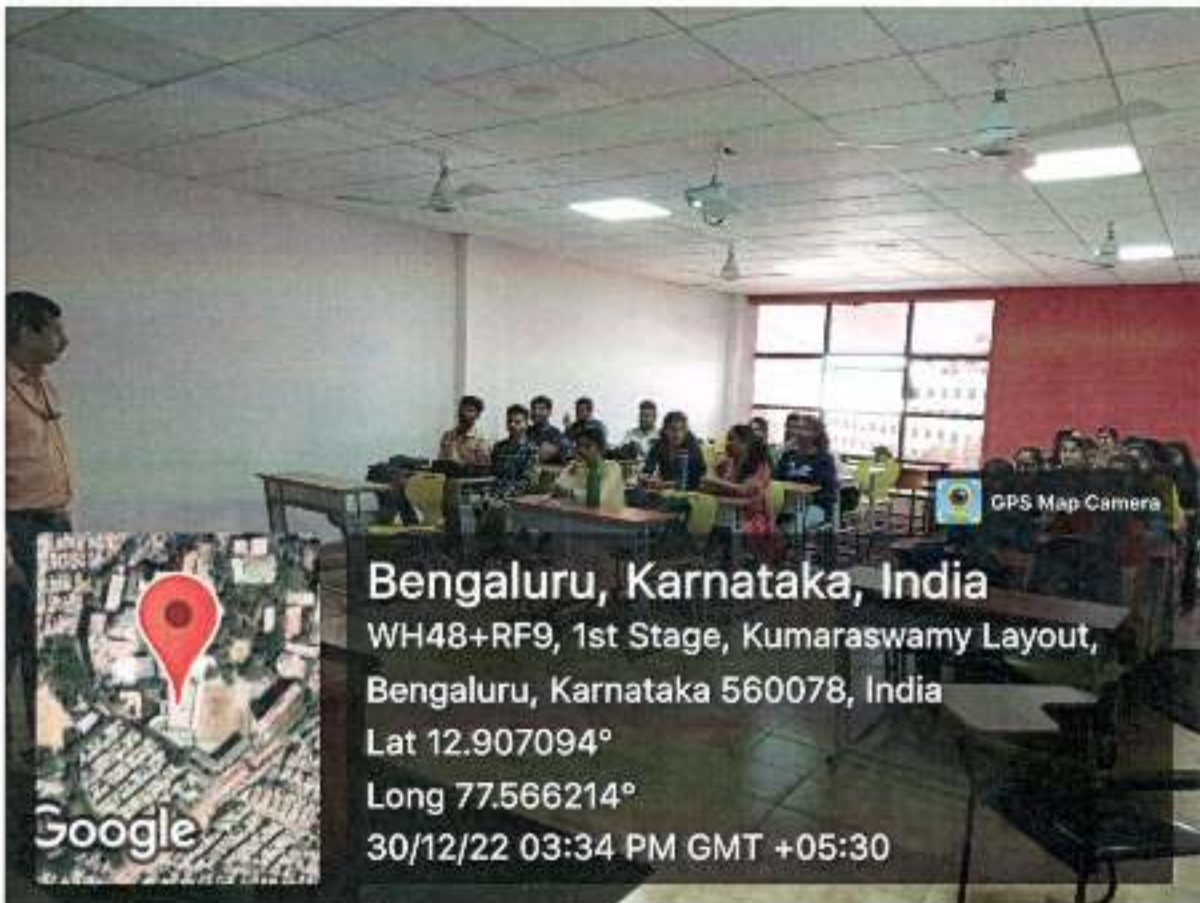 GPS Map Camera
Bengaluru, Karnataka, India
WH48+RF9, 1st Stage, Kumaraswamy Layout,
Bengaluru, Karnataka 560078, India
Lat 12.907094°
Long 77.566214°
30/12/22 03:34 PM GMT +05:30
Google